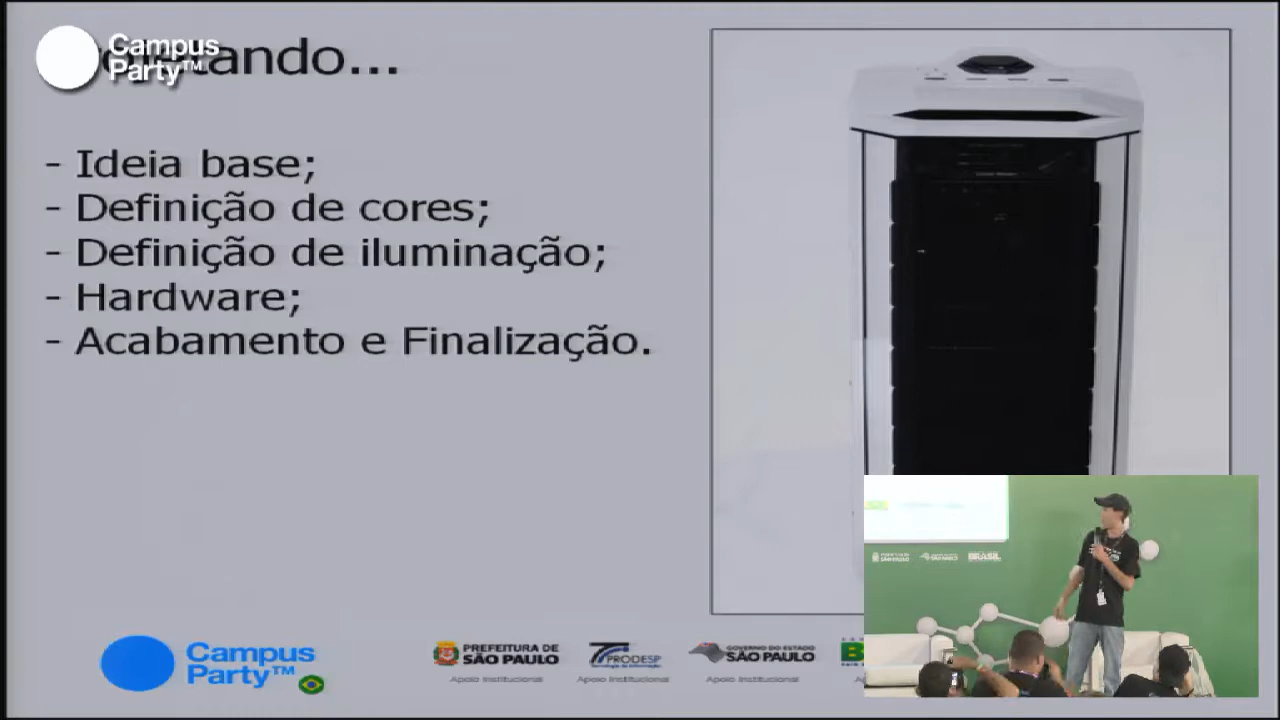 Campus
Party™
...etando...
- Ideia base;
- Definição de cores;
- Definição de iluminação;
- Hardware;
- Acabamento e Finalização.
Campus
Party™
PREFEITURA DE
SÃO PAULO
Apoio Institucional
PRODESP
Apoio Institucional
GOVERNO DO ESTADO
SÃO PAULO
Apoio Institucional
BRASIL